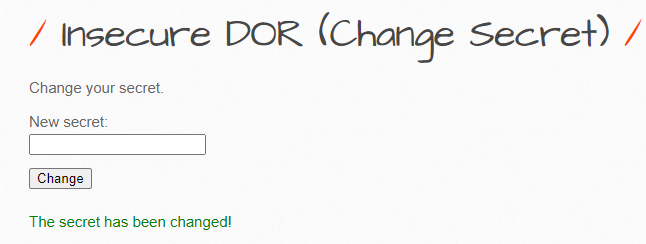 / Insecure DOR (Change Secret) /
Change your secret.
New secret:
Change
The secret has been changed!